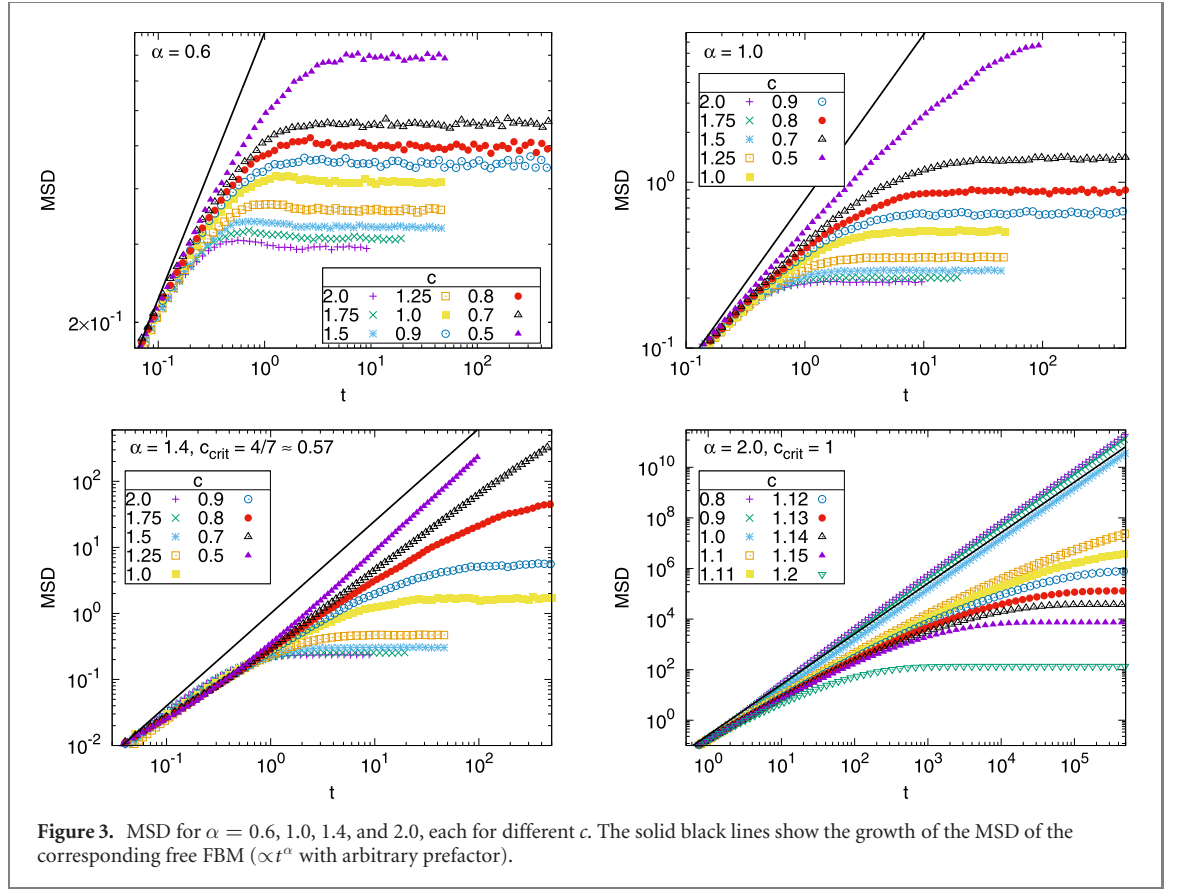 α = 0.6
MSD
2×10⁻¹
c
2.0 1.25 0.8
1.75 1.0 0.7
1.5 0.9 0.5
10⁻¹ 10⁰ 10¹ 10²
t
α = 1.0
MSD
10⁰
10⁻¹
c
2.0 0.9
1.75 0.8
1.5 0.7
1.25 0.5
1.0
10⁻¹ 10⁰ 10¹ 10²
t
α = 1.4, c_crit = 4/7 ≈ 0.57
MSD
10²
10¹
10⁰
10⁻¹
10⁻²
c
2.0 0.9
1.75 0.8
1.5 0.7
1.25 0.5
1.0
10⁻¹ 10⁰ 10¹ 10²
t
α = 2.0, c_crit = 1
MSD
10¹⁰
10⁸
10⁶
10⁴
10²
10⁰
c
0.8 1.12
0.9 1.13
1.0 1.14
1.1 1.15
1.11 1.2
10⁰ 10¹ 10² 10³ 10⁴ 10⁵
t
Figure 3. MSD for α = 0.6, 1.0, 1.4, and 2.0, each for different c. The solid black lines show the growth of the MSD of the
corresponding free FBM (∝t^α with arbitrary prefactor).